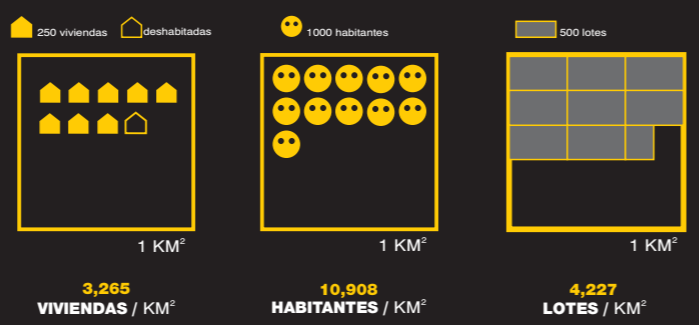 250 viviendas
deshabitadas
1000 habitantes
500 lotes
1 KM²
1 KM²
1 KM²
3,265
VIVIENDAS / KM²
10,908
HABITANTES / KM²
4,227
LOTES / KM²